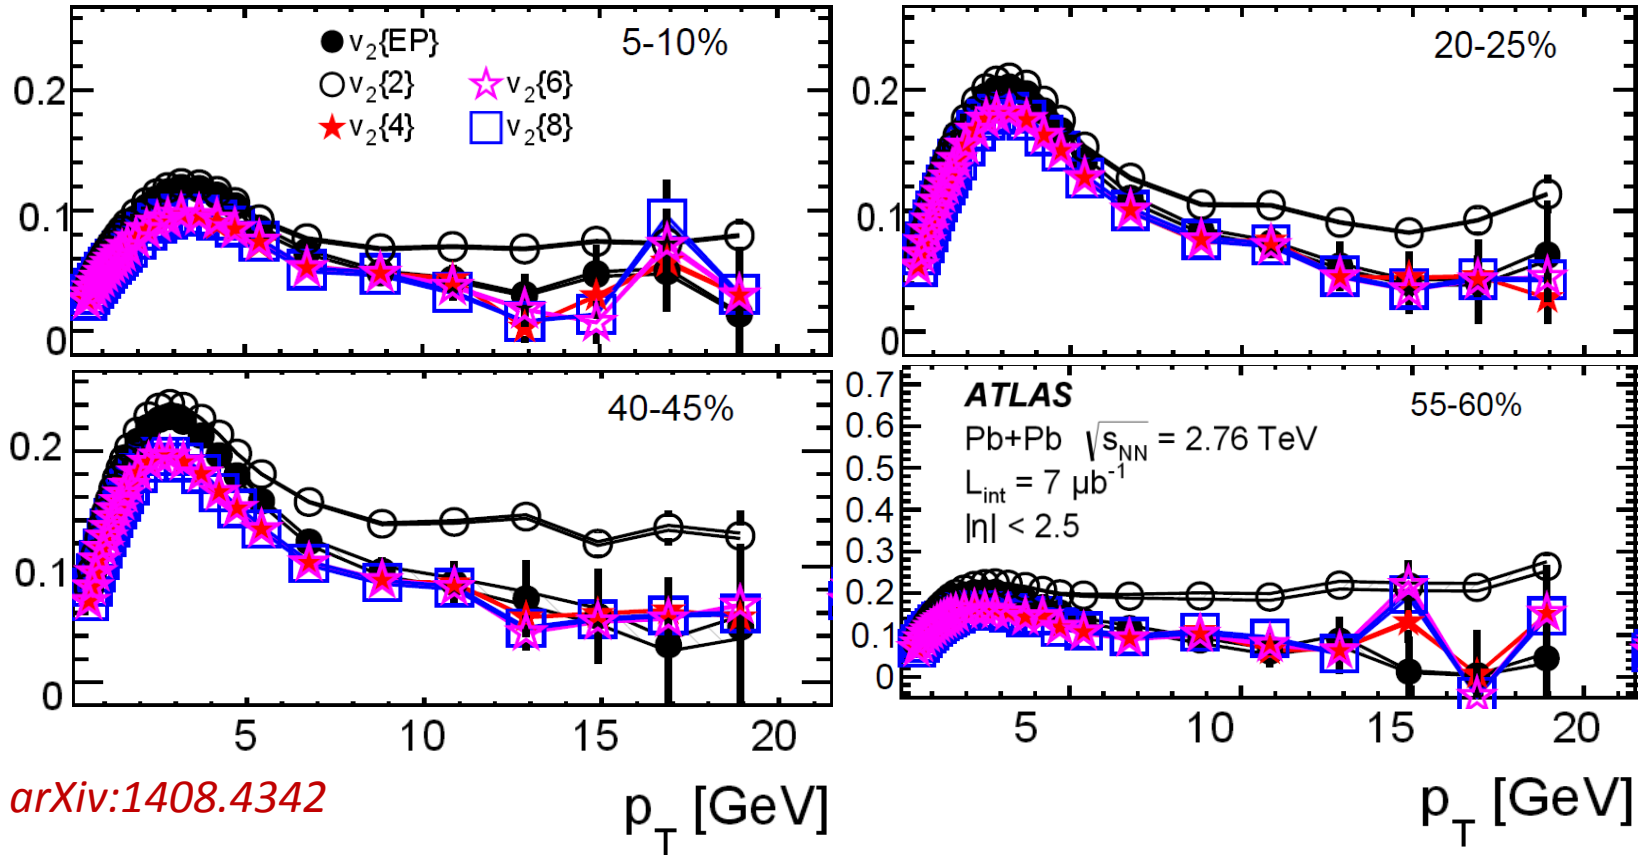 v2{EP}
v2{2}
v2{4}
v2{6}
v2{8}
5-10%
0.2
0.1
0
20-25%
0.2
0.1
0
40-45%
0.2
0.1
0
5
10
15
20
ATLAS
Pb+Pb √sNN = 2.76 TeV
Lint = 7 μb-1
|η| < 2.5
55-60%
0.7
0.6
0.5
0.4
0.3
0.2
0.1
0
5
10
15
20
arXiv:1408.4342
pT [GeV]
pT [GeV]